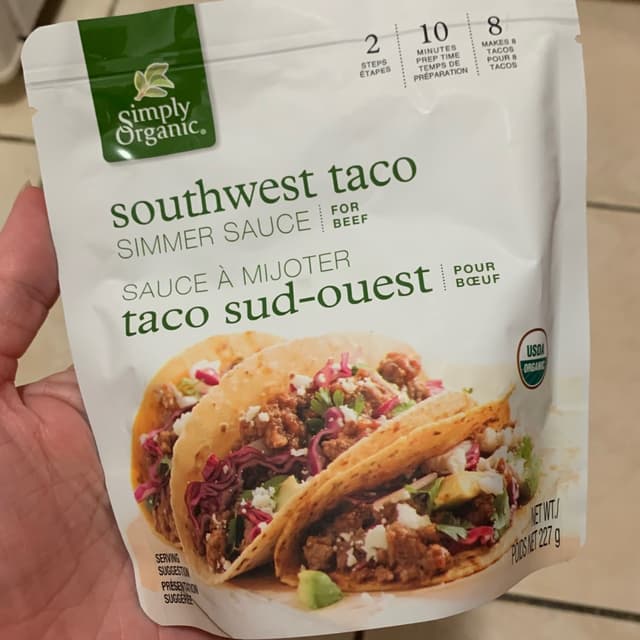 Simply
Organic®
2
STEPS
ÉTAPES
10
MINUTES
PREP TIME
TEMPS DE
PRÉPARATION
8
MAKES 8
TACOS
POUR 8
TACOS
southwest taco
SIMMER SAUCE
FOR
BEEF
SAUCE À MIJOTER
taco sud-ouest
POUR
BŒUF
USDA
ORGANIC
NET WT./
POIDS NET 227 g
SERVING
SUGGESTION
PRÉSENTATION
SUGGÉRÉE